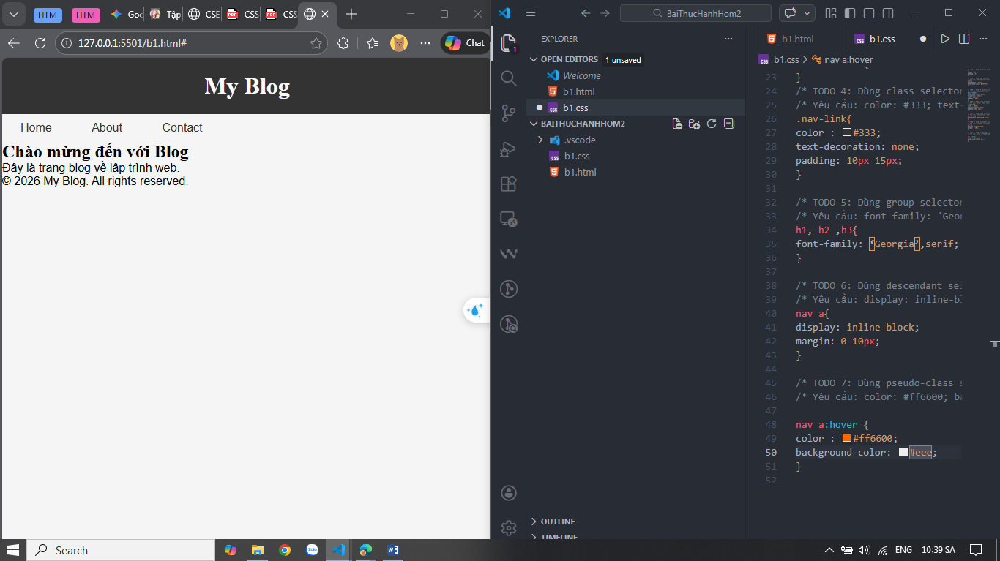 HTM
HTM
Goo
Tập
CSE
CSS
CSS
127.0.0.1:5501/b1.html#
Chat
My Blog
Home
About
Contact
Chào mừng đến với Blog
Đây là trang blog về lập trình web.
© 2026 My Blog. All rights reserved.
BaiThucHanhHom2
EXPLORER
OPEN EDITORS
1 unsaved
Welcome
b1.html
b1.css
BAITHUCHANHHOM2
.vscode
b1.css
b1.html
OUTLINE
TIMELINE
1
b1.html
b1.css
b1.css > nav a:hover
23 }
24 /* TODO 4: Dùng class selector
25 /* Yêu cầu: color: #333; text-
26 .nav-link{
27 color : #333;
28 text-decoration: none;
29 padding: 10px 15px;
30 }
31
32 /* TODO 5: Dùng group selector
33 /* Yêu cầu: font-family: 'Geor
34 h1, h2 ,h3{
35 font-family: ‘Georgia’,serif;
36 }
37
38 /* TODO 6: Dùng descendant sel
39 /* Yêu cầu: display: inline-bl
40 nav a{
41 display: inline-block;
42 margin: 0 10px;
43 }
44
45 /* TODO 7: Dùng pseudo-class s
46 /* Yêu cầu: color: #ff6600; ba
47
48 nav a:hover {
49 color : #ff6600;
50 background-color: #eee;
51 }
52
Search
Zalo
ENG
10:39 SA